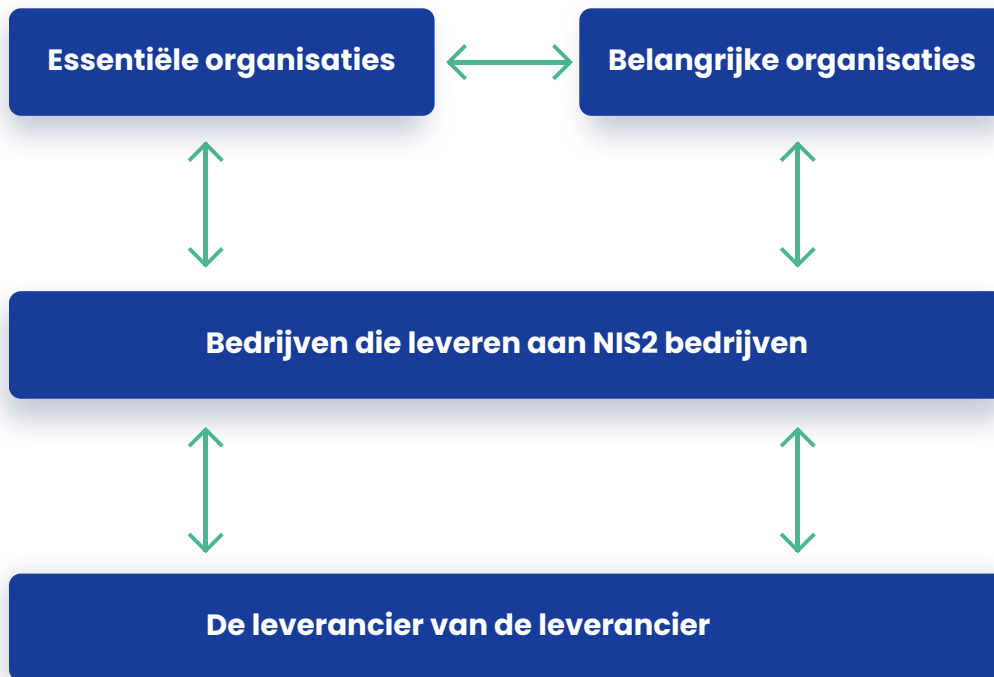 Essentiële organisaties
Belangrijke organisaties
Bedrijven die leveren aan NIS2 bedrijven
De leverancier van de leverancier